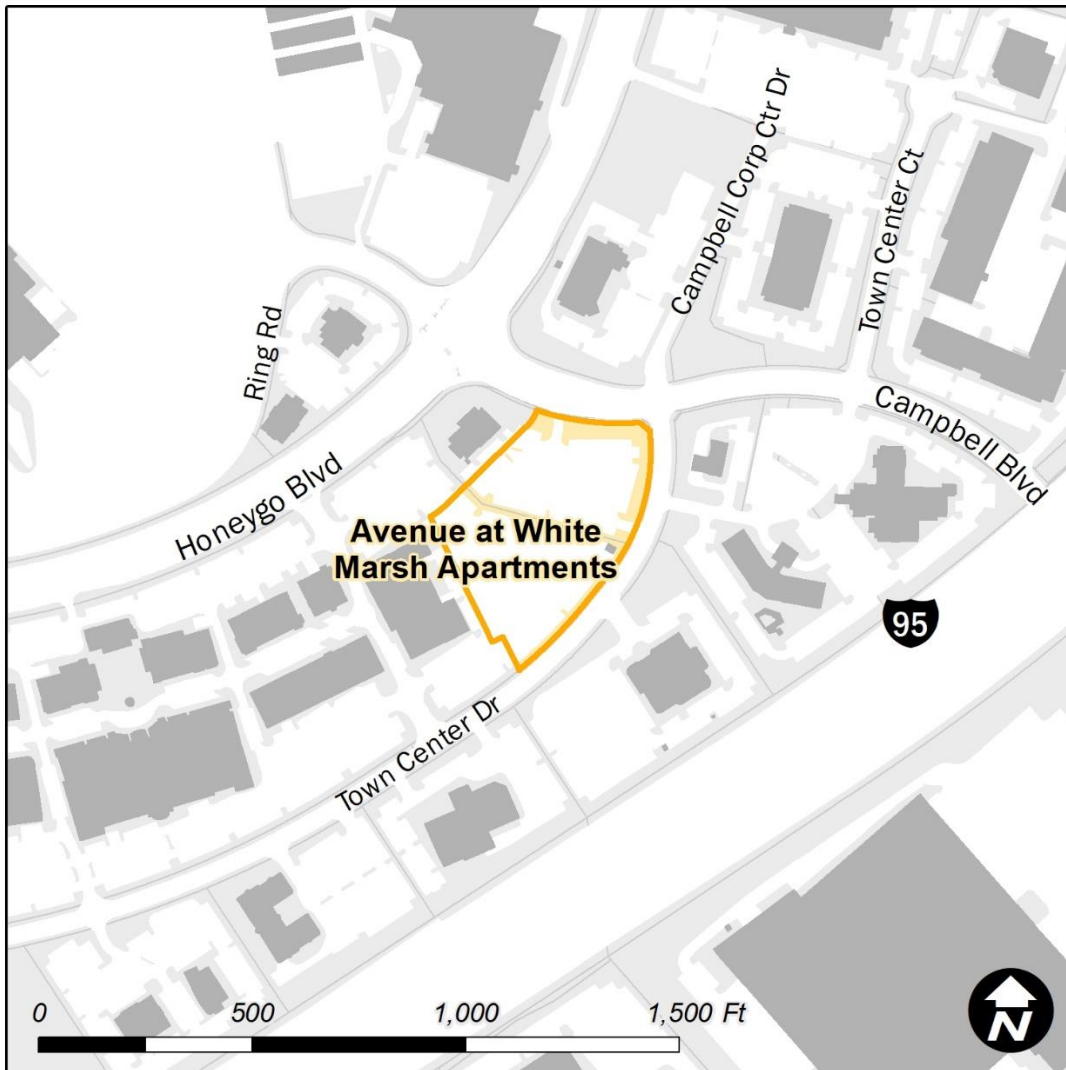 Campbell Corp Ctr Dr
Town Center Ct
Ring Rd
Campbell Blvd
Honeygo Blvd
Avenue at White
Marsh Apartments
95
Town Center Dr
0 500 1,000 1,500 Ft
N